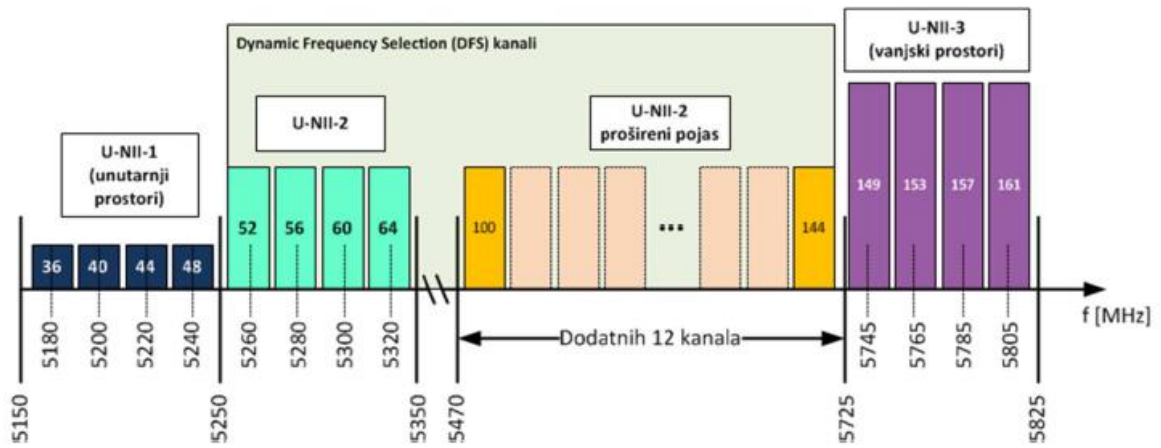 Dynamic Frequency Selection (DFS) kanali
U-NII-3
(vanjski prostori)
U-NII-2
U-NII-2
prošireni pojas
U-NII-1
(unutarnji
prostori)
36 40 44 48
52 56 60 64
100 ... 144
149 153 157 161
f [MHz]
5180 5200 5220 5240
5260 5280 5300 5320
Dodatnih 12 kanala
5745 5765 5785 5805
5150 5250 5350 5470 5725 5825